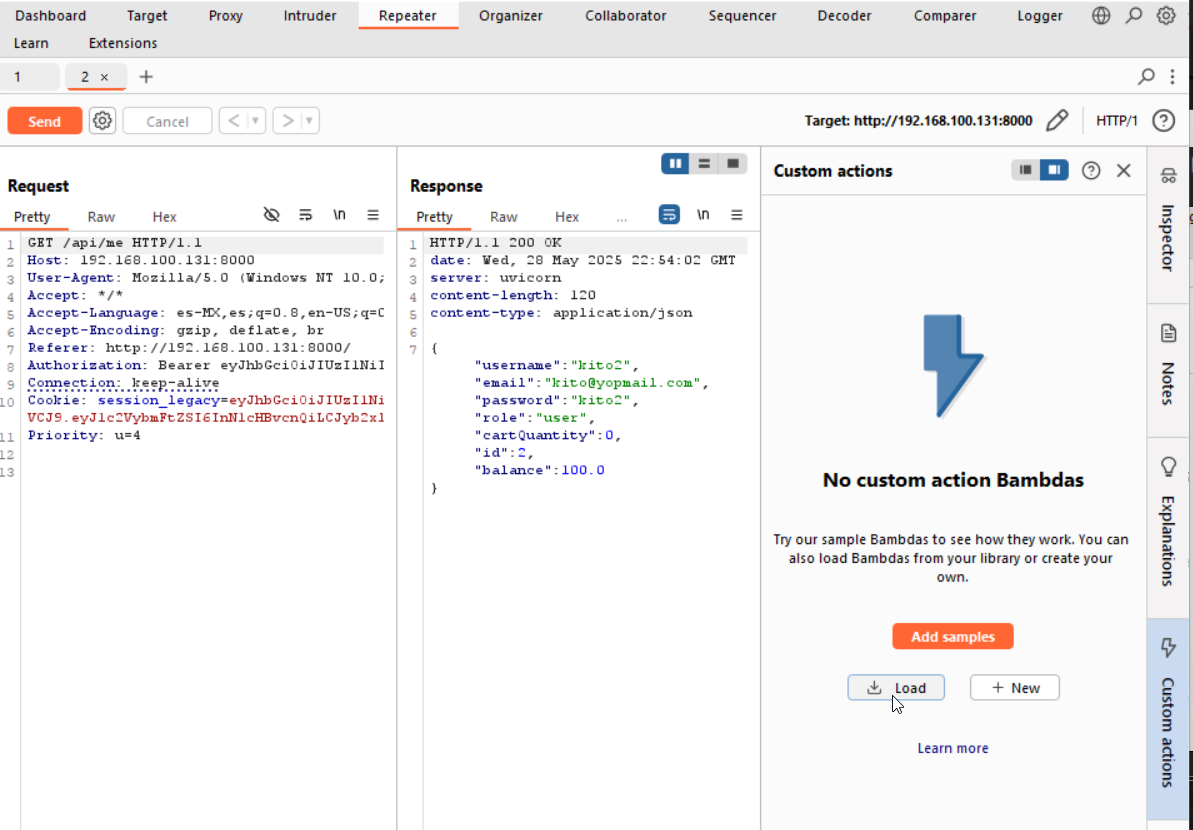 Dashboard Target Proxy Intruder Repeater Organizer Collaborator Sequencer Decoder Comparer Logger
Learn Extensions
1 2 × +
Send Cancel < > Target: http://192.168.100.131:8000 HTTP/1
Request
Pretty Raw Hex \n
1 GET /api/me HTTP/1.1
2 Host: 192.168.100.131:8000
3 User-Agent: Mozilla/5.0 (Windows NT 10.0;
4 Accept: */*
5 Accept-Language: es-MX,es;q=0.8,en-US;q=0
6 Accept-Encoding: gzip, deflate, br
7 Referer: http://192.168.100.131:8000/
8 Authorization: Bearer eyJhbGciOiJIUzI1NiI
9 Connection: keep-alive
10 Cookie: session_legacy=eyJhbGciOiJIUzI1Ni
VCJ9.eyJ1c2VybmFtZSI6InN1cHBvcnQiLCJyb2xl
11 Priority: u=4
12
13
Response
Pretty Raw Hex ... \n
1 HTTP/1.1 200 OK
2 date: Wed, 28 May 2025 22:54:02 GMT
3 server: uvicorn
4 content-length: 120
5 content-type: application/json
6
7 {
"username":"kito2",
"email":"kito@yopmail.com",
"password":"kito2",
"role":"user",
"cartQuantity":0,
"id":2,
"balance":100.0
}
Custom actions
No custom action Bambdas
Try our sample Bambdas to see how they work. You can
also load Bambdas from your library or create your
own.
Add samples
Load + New
Learn more
Inspector
Notes
Explanations
Custom actions